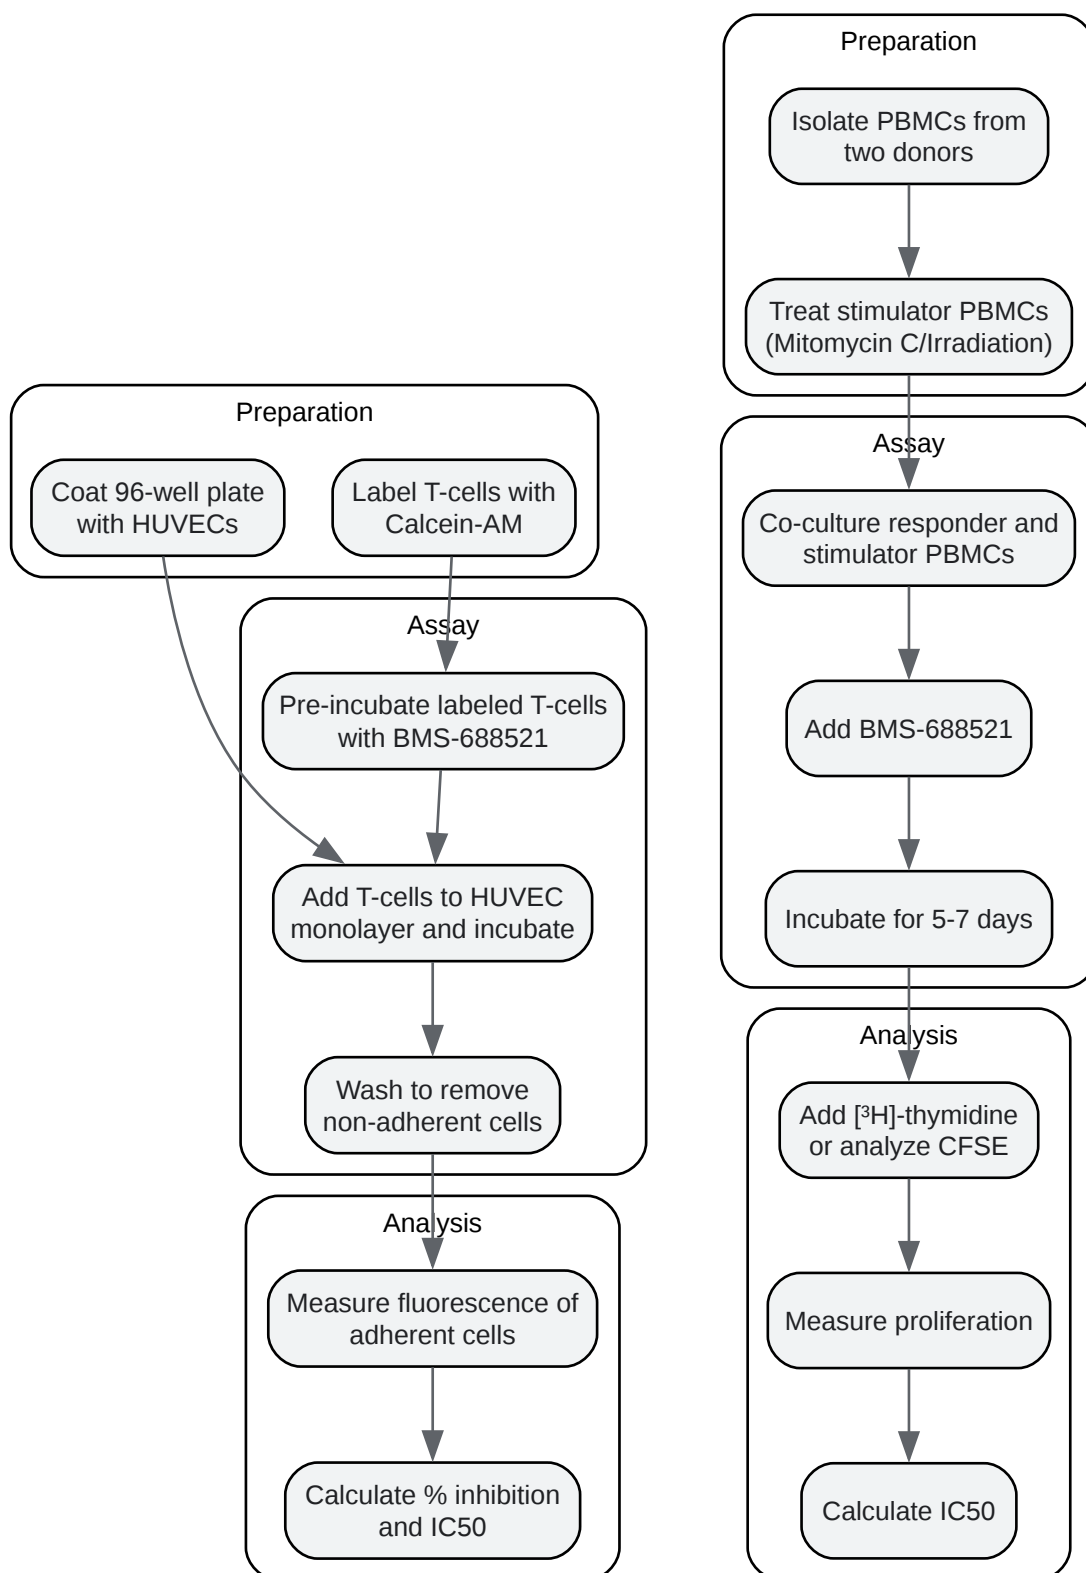 Preparation
Coat 96-well plate
with HUVECs
Label T-cells with
Calcein-AM
Assay
Pre-incubate labeled T-cells
with BMS-688521
Add T-cells to HUVEC
monolayer and incubate
Wash to remove
non-adherent cells
Analysis
Measure fluorescence of
adherent cells
Calculate % inhibition
and IC50
Preparation
Isolate PBMCs from
two donors
Treat stimulator PBMCs
(Mitomycin C/Irradiation)
Assay
Co-culture responder and
stimulator PBMCs
Add BMS-688521
Incubate for 5-7 days
Analysis
Add [³H]-thymidine
or analyze CFSE
Measure proliferation
Calculate IC50